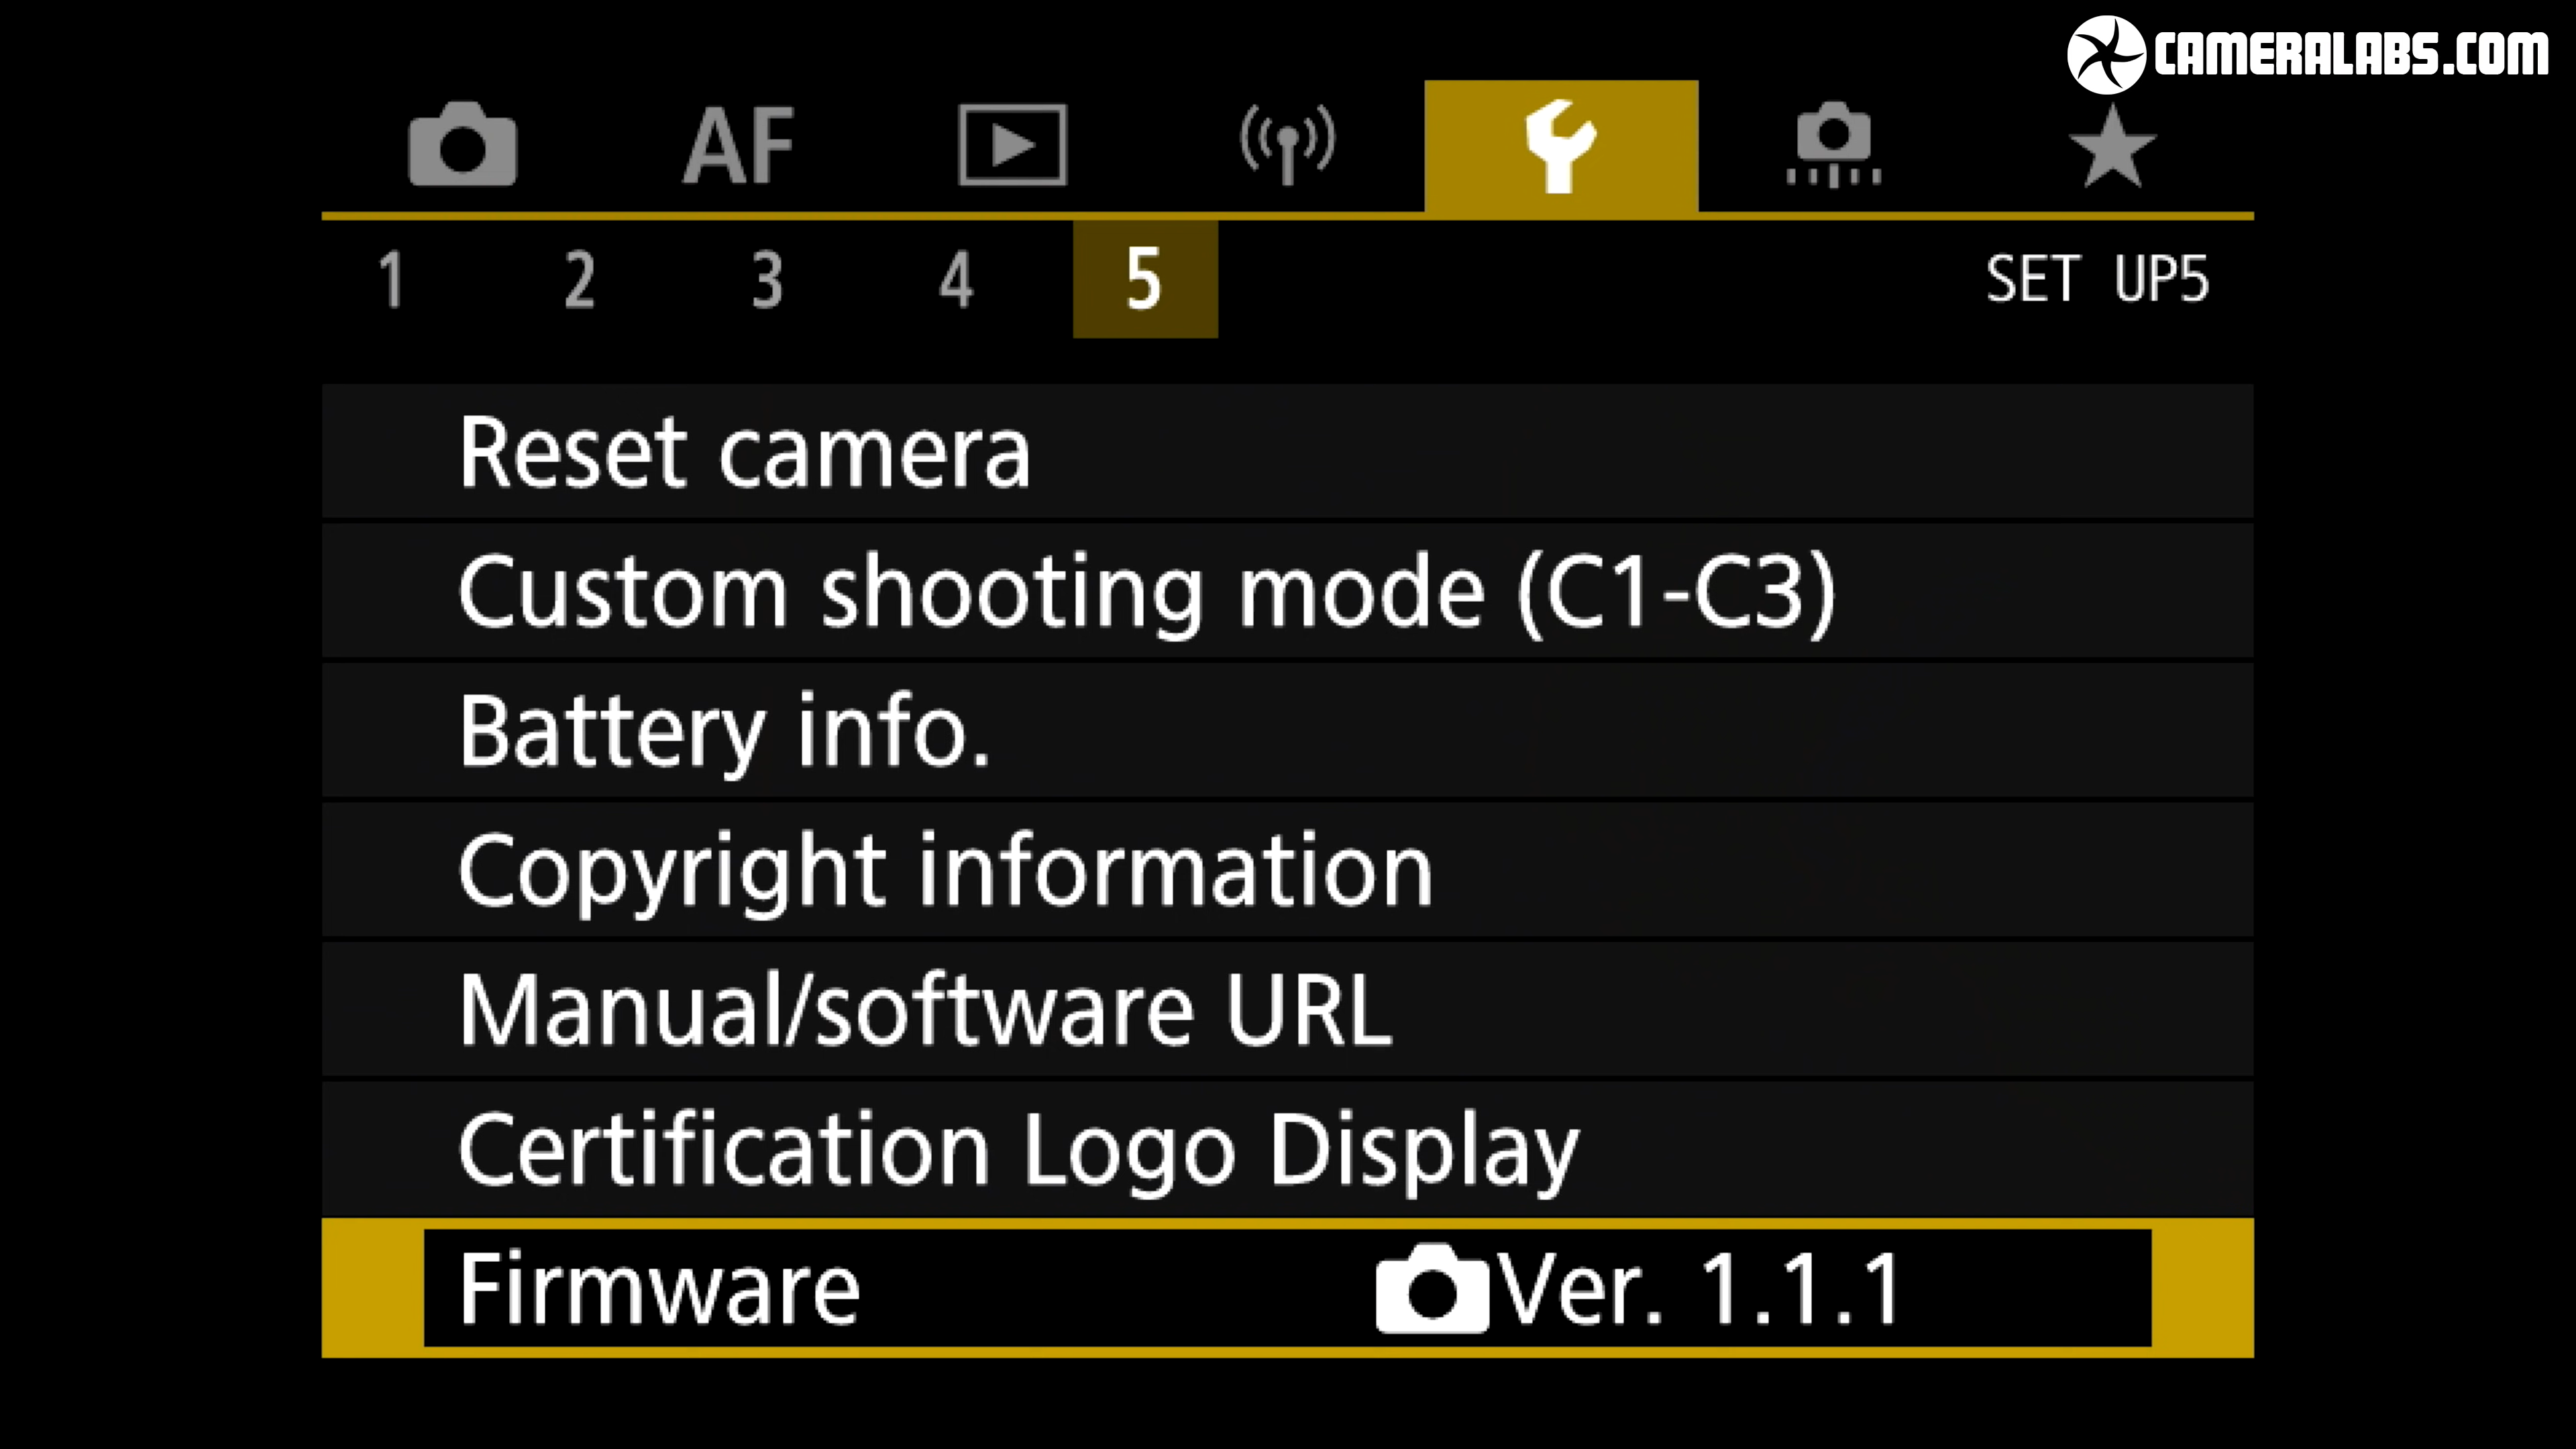 CAMERALABS.COM
AF
1 2 3 4 5 SET UP5
Reset camera
Custom shooting mode (C1-C3)
Battery info.
Copyright information
Manual/software URL
Certification Logo Display
Firmware Ver. 1.1.1